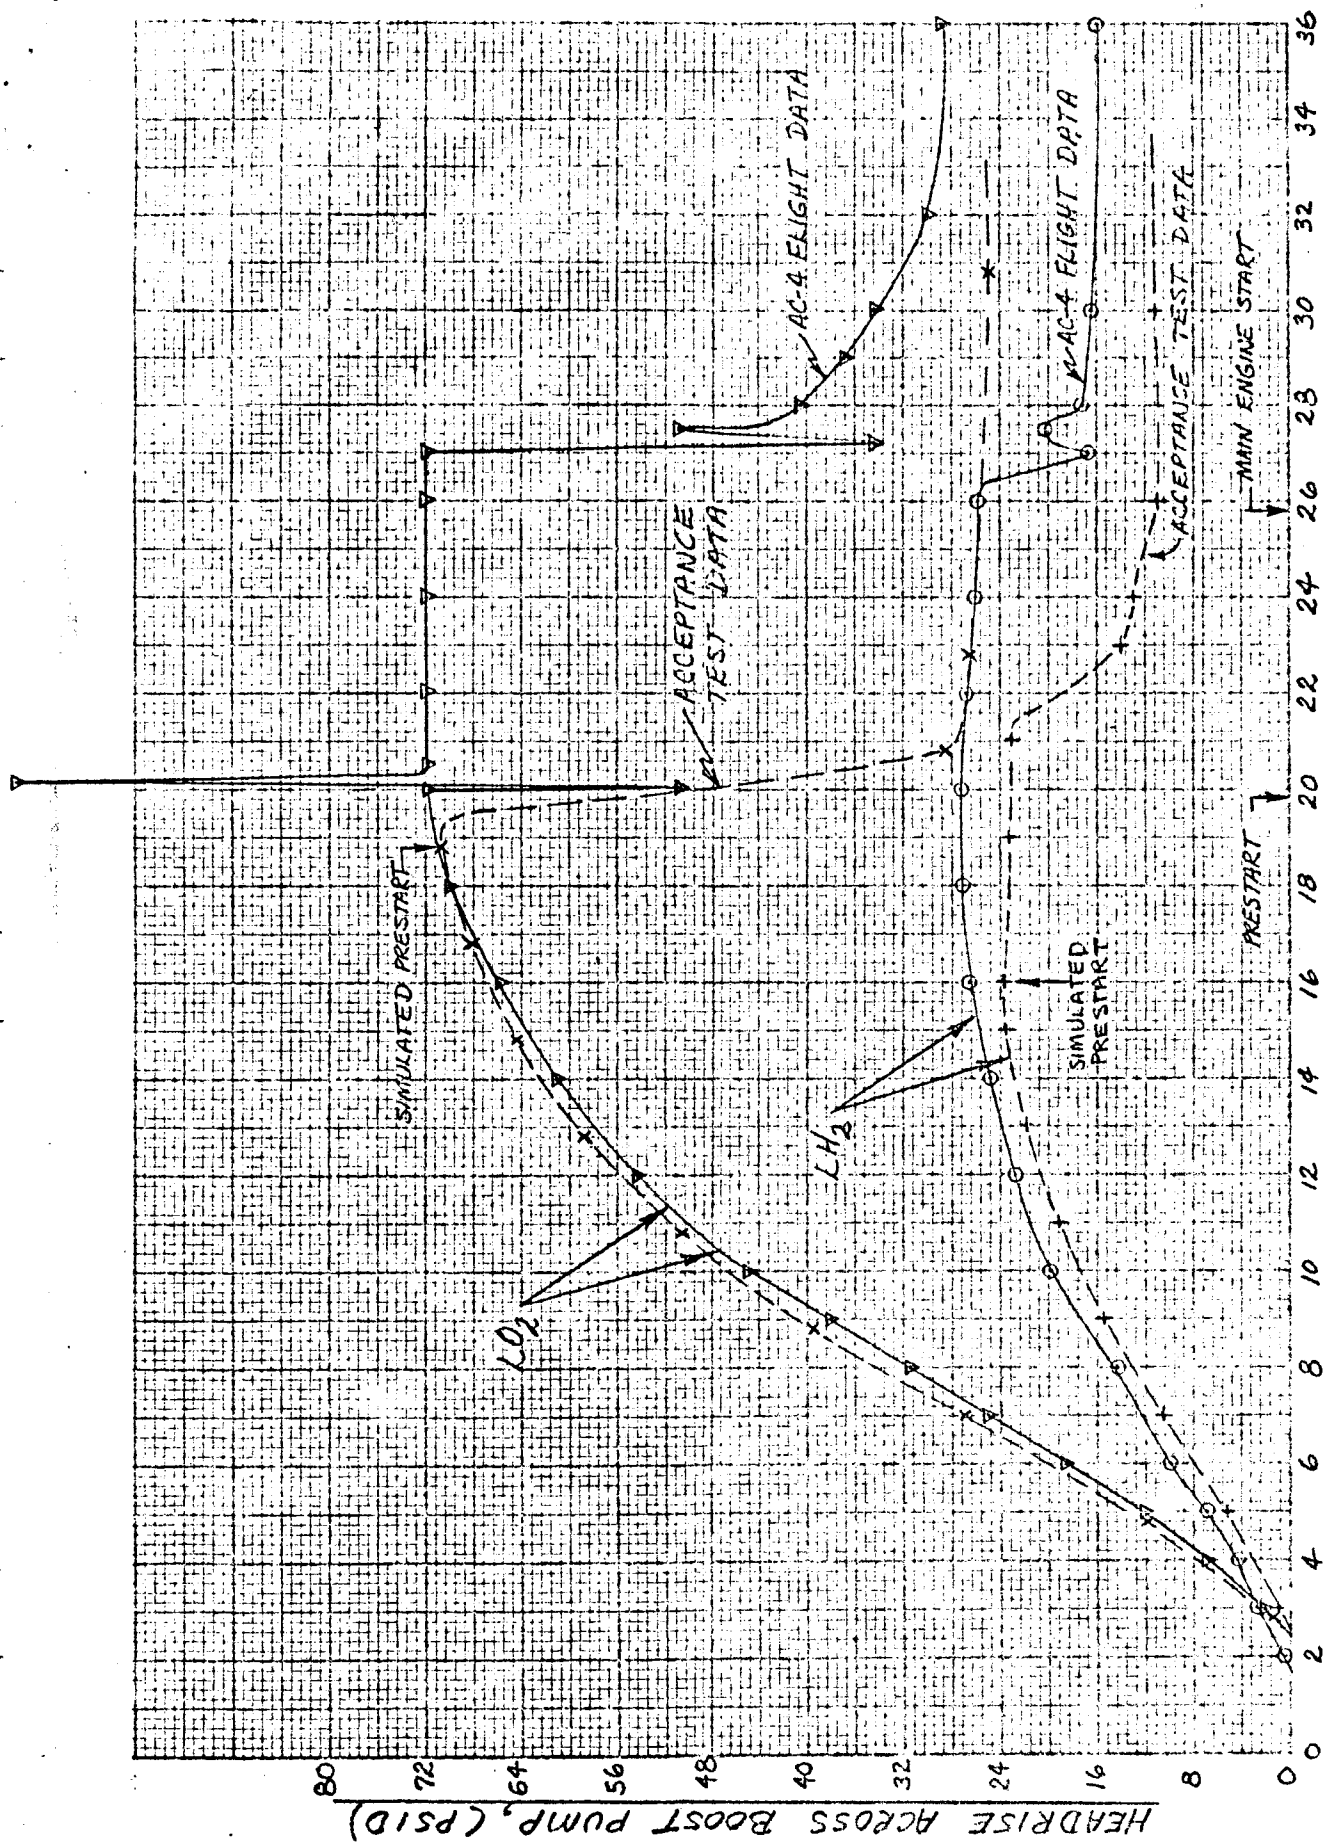 HEADRISE ACROSS BOOST PUMP, (PSID)
80
72
64
56
48
40
32
24
16
8
0
0
2
4
6
8
10
12
14
16
18
20
22
24
26
28
30
32
34
36
SIMULATED PRESTART
LO2
LH2
SIMULATED
PRESTART
ACCEPTANCE
TEST DATA
AC-4 FLIGHT DATA
AC-4 FLIGHT DATA
ACCEPTANCE TEST DATA
PRESTART
MAIN ENGINE START